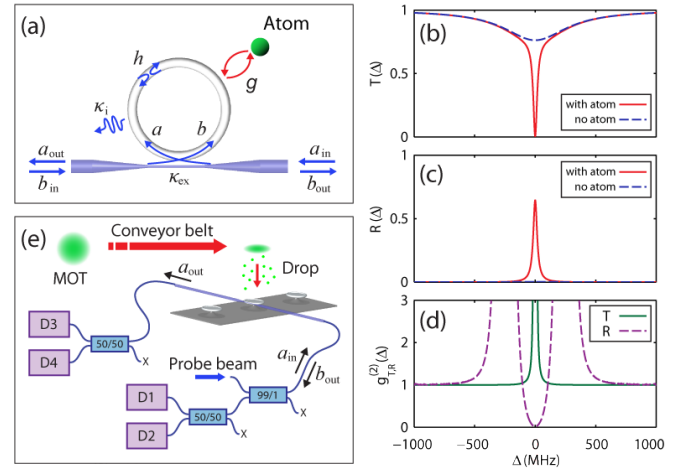 (a)
Atom
h
g
κi
a
b
aout
bin
κex
ain
bout
(e)
Conveyor belt
MOT
aout
Drop
D3
D4
50/50
X
Probe beam
ain
bout
D1
D2
50/50
99/1
X
X
(b)
T(Δ)
1
0.5
0
with atom
no atom
(c)
R(Δ)
1
0.5
0
with atom
no atom
(d)
g(2)T,R(Δ)
3
2
1
0
T
R
−1000 −500 0 500 1000
Δ(MHz)